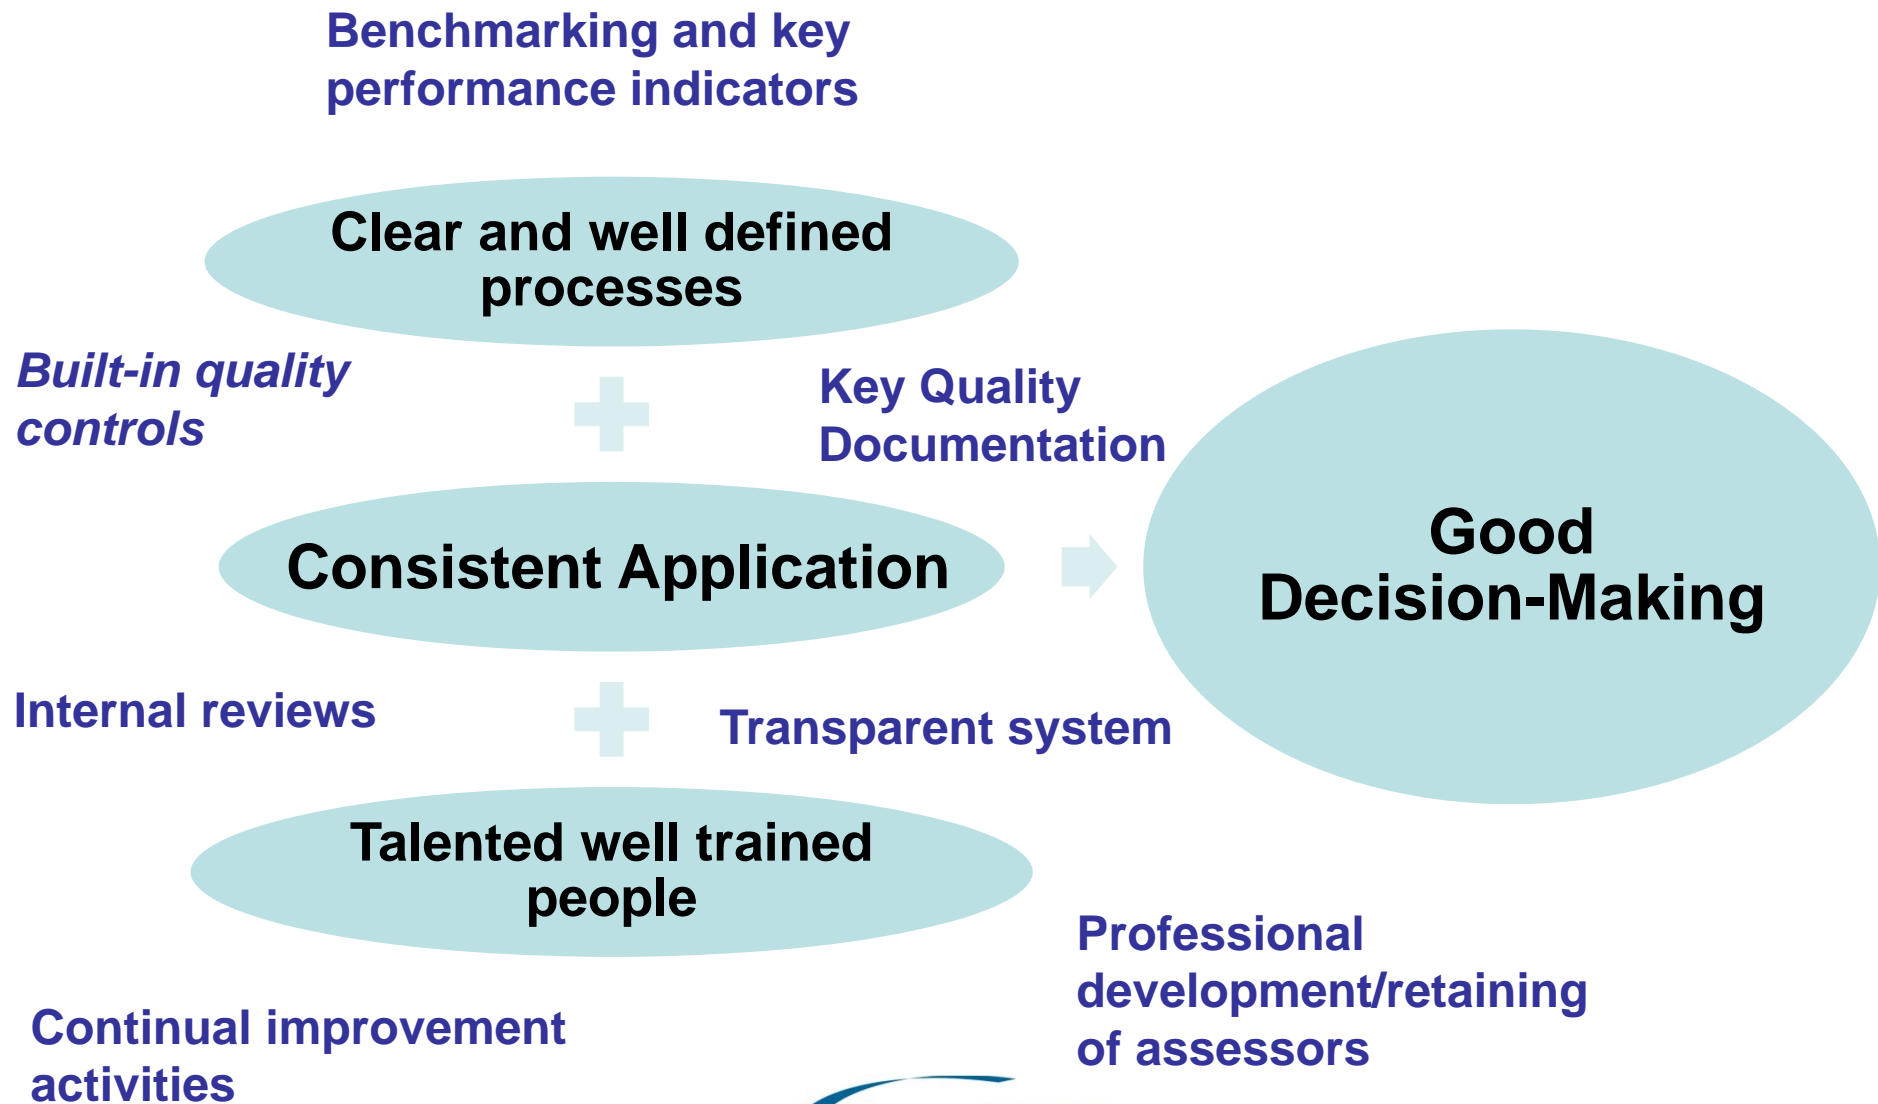 Benchmarking and key
performance indicators
Clear and well defined
processes
Built-in quality
controls
Key Quality
Documentation
Consistent Application
Good
Decision-Making
Internal reviews
Transparent system
Talented well trained
people
Professional
development/retaining
of assessors
Continual improvement
activities